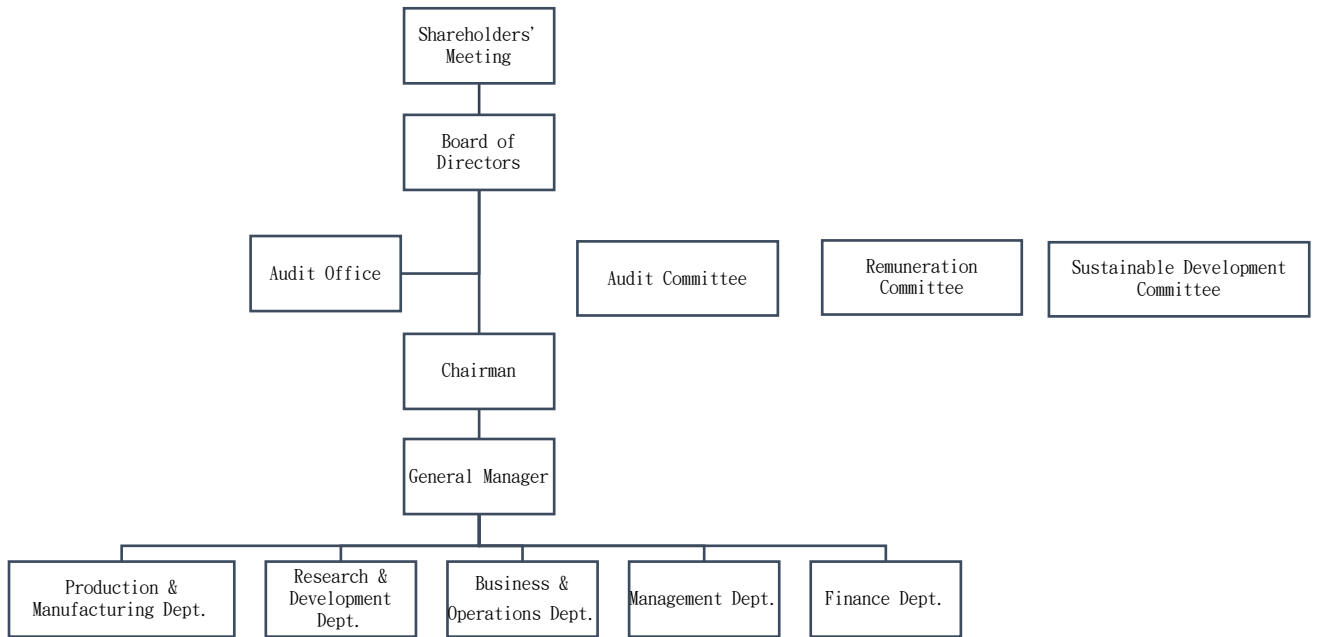 Shareholders'
Meeting
Board of
Directors
Audit Office
Audit Committee
Remuneration
Committee
Sustainable Development
Committee
Chairman
General Manager
Production &
Manufacturing Dept.
Research &
Development
Dept.
Business &
Operations Dept.
Management Dept.
Finance Dept.